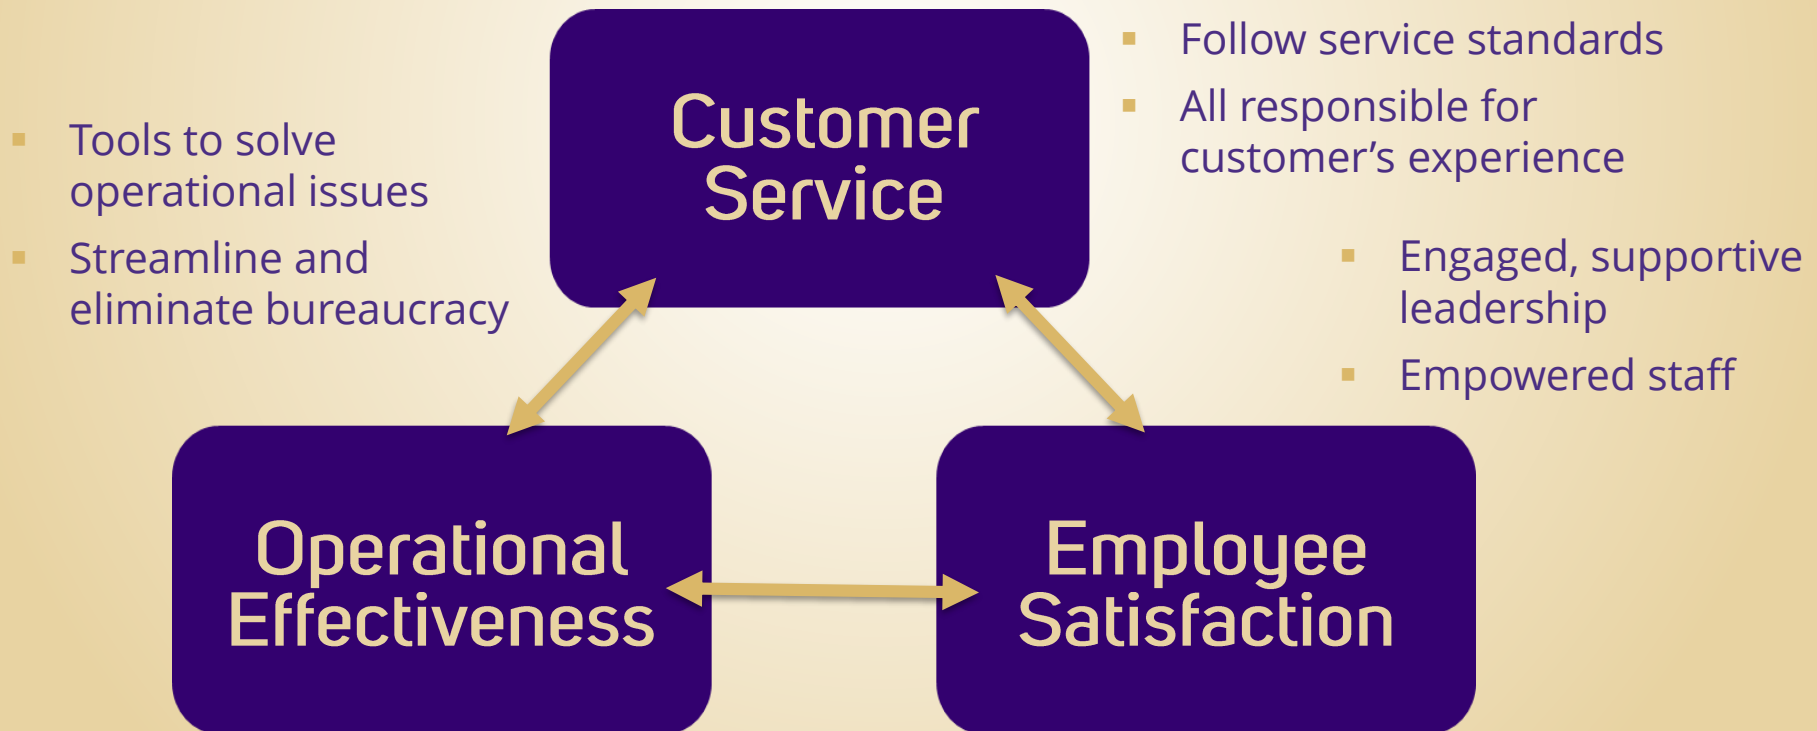 Customer
Service
Follow service standards
All responsible for
customer’s experience
Tools to solve
operational issues
Streamline and
eliminate bureaucracy
Engaged, supportive
leadership
Empowered staff
Operational
Effectiveness
Employee
Satisfaction